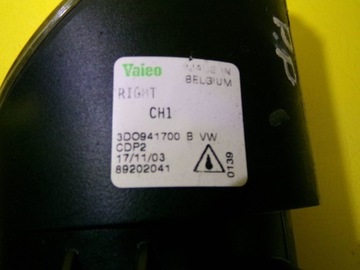 Valeo
MADE IN
BELGIUM
RIGHT
CH1
3D0941700 B VW
CDP2
17/11/03
89202041
0139